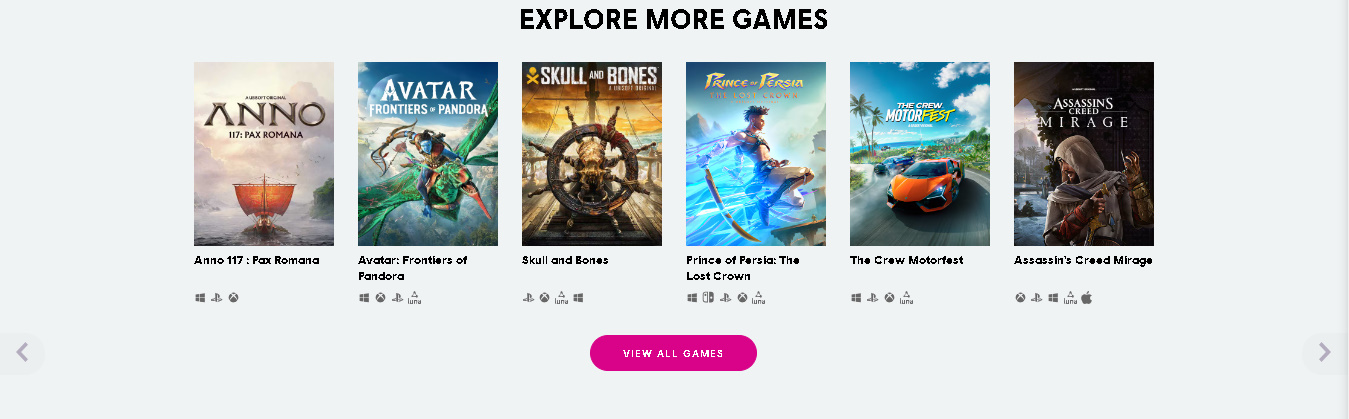 EXPLORE MORE GAMES
A UBISOFT ORIGINAL
ANNO
117: PAX ROMANA
AVATAR
FRONTIERS OF PANDORA
SKULL AND BONES
A UBISOFT ORIGINAL
PRINCE OF PERSIA
THE LOST CROWN
THE CREW
MOTORFEST
ASSASSIN'S
CREED
MIRAGE
Anno 117 : Pax Romana
Avatar: Frontiers of
Pandora
Skull and Bones
Prince of Persia: The
Lost Crown
The Crew Motorfest
Assassin's Creed Mirage
luna
luna
luna
luna
luna
VIEW ALL GAMES